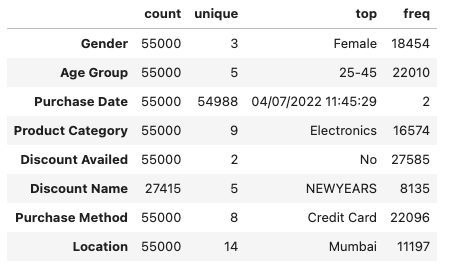 count unique top freq
Gender 55000 3 Female 18454
Age Group 55000 5 25-45 22010
Purchase Date 55000 54988 04/07/2022 11:45:29 2
Product Category 55000 9 Electronics 16574
Discount Availed 55000 2 No 27585
Discount Name 27415 5 NEWYEARS 8135
Purchase Method 55000 8 Credit Card 22096
Location 55000 14 Mumbai 11197